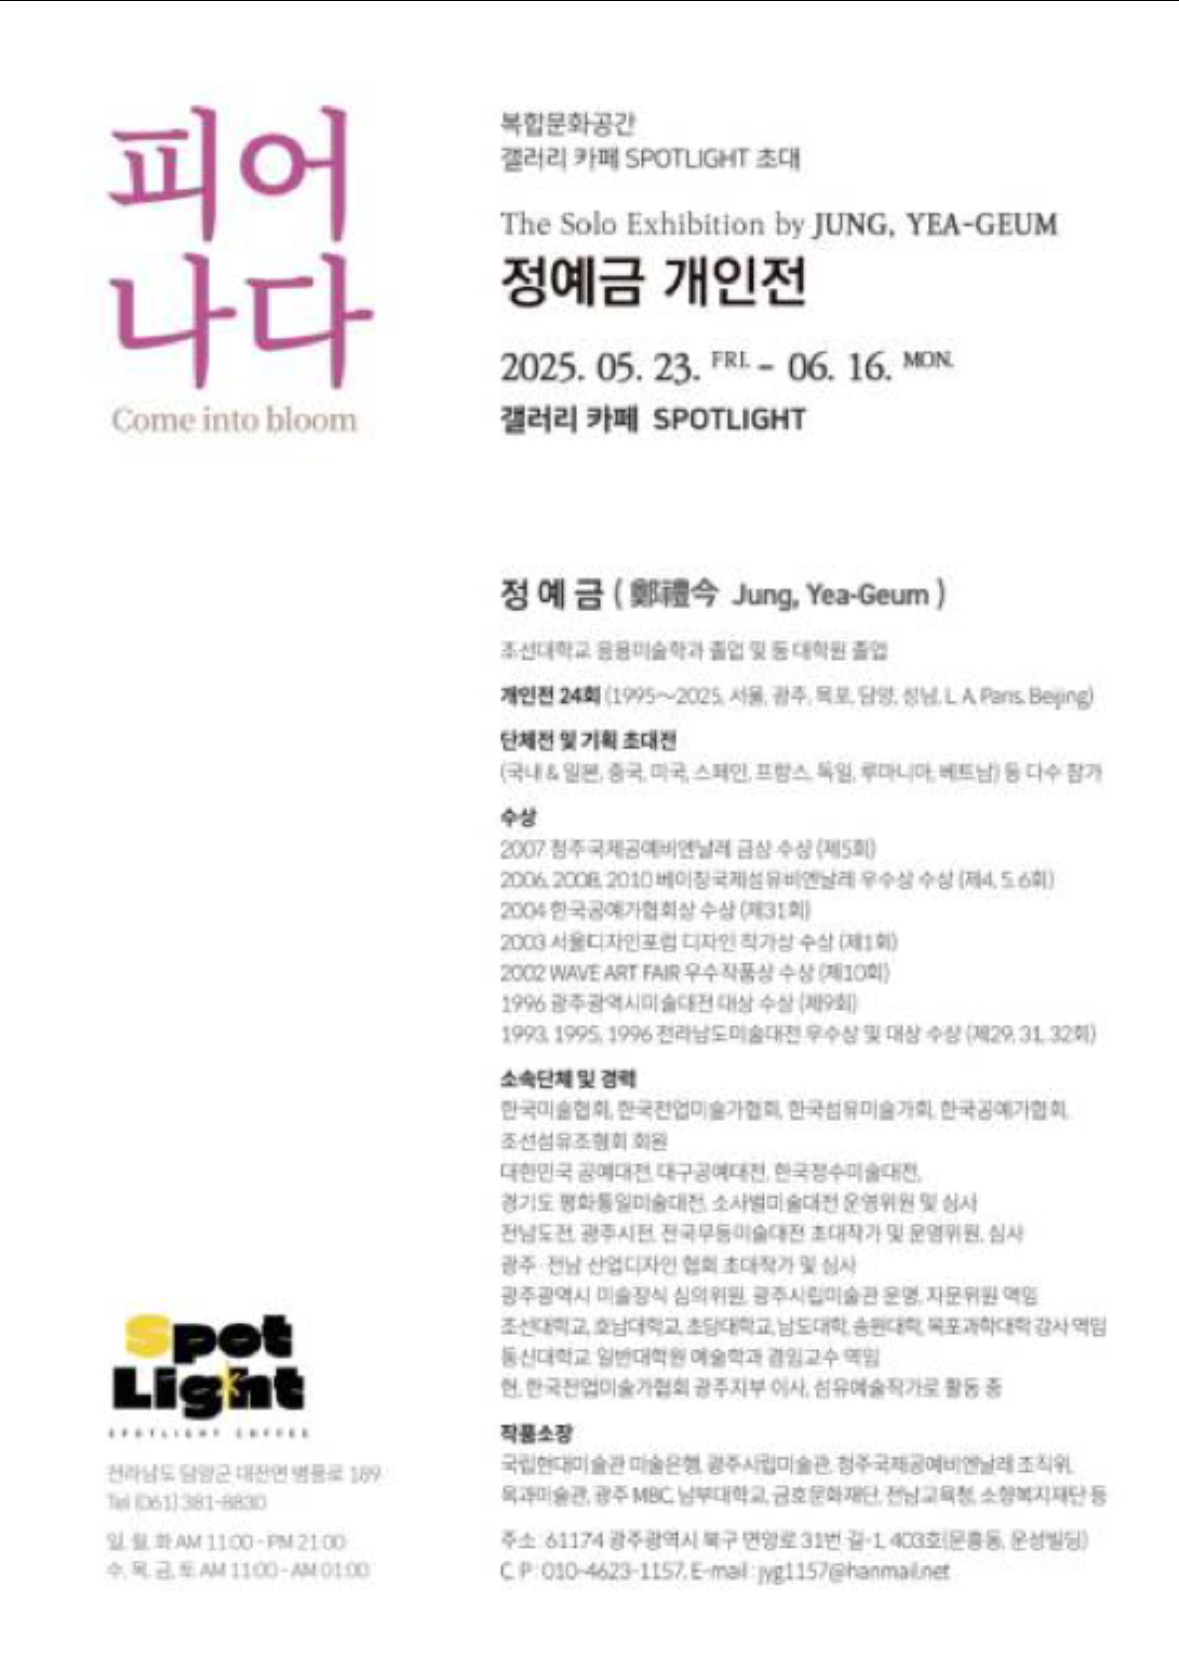 피어
나다
Come into bloom
복합문화공간
갤러리 카페 SPOTLIGHT 초대
The Solo Exhibition by JUNG, YEA-GEUM
정예금 개인전
2025. 05. 23. FRI. - 06. 16. MON.
갤러리 카페 SPOTLIGHT
정 예 금 ( 鄭禮今 Jung, Yea-Geum )
조선대학교 응용미술학과 졸업 및 동 대학원 졸업
개인전 24회 (1995~2025, 서울, 광주, 목포, 담양, 성남, L.A, Paris, Beijing)
단체전 및 기획 초대전
(국내 & 일본, 중국, 미국, 스페인, 프랑스, 독일, 루마니아, 베트남) 등 다수 참가
수상
2007 청주국제공예비엔날레 금상 수상 (제5회)
2006, 2008, 2010 베이징국제섬유비엔날레 우수상 수상 (제4, 5, 6회)
2004 한국공예가협회상 수상 (제31회)
2003 서울디자인포럼 디자인 작가상 수상 (제1회)
2002 WAVE ART FAIR 우수작품상 수상 (제10회)
1996 광주광역시미술대전 대상 수상 (제9회)
1993, 1995, 1996 전라남도미술대전 우수상 및 대상 수상 (제29, 31, 32회)
소속단체 및 경력
한국미술협회, 한국전업미술가협회, 한국섬유미술가회, 한국공예가협회,
조선섬유조형회 회원
대한민국 공예대전, 대구공예대전, 한국정수미술대전,
경기도 평화통일미술대전, 소사벌미술대전 운영위원 및 심사
전남도전, 광주시전, 전국무등미술대전 초대작가 및 운영위원, 심사
광주·전남 산업디자인 협회 초대작가 및 심사
광주광역시 미술장식 심의위원, 광주시립미술관 운영, 자문위원 역임
조선대학교, 호남대학교, 초당대학교, 남도대학, 송원대학, 목포과학대학 강사 역임
동신대학교 일반대학원 예술학과 겸임교수 역임
현, 한국전업미술가협회 광주지부 이사, 섬유예술작가로 활동 중
작품소장
국립현대미술관 미술은행, 광주시립미술관, 청주국제공예비엔날레 조직위,
옥과미술관, 광주 MBC, 남부대학교, 금호문화재단, 전남교육청, 소향복지재단 등
주소 : 61174 광주광역시 북구 면앙로 31번 길-1, 403호(문흥동, 운성빌딩)
C. P : 010-4623-1157, E-mail : jyg1157@hanmail.net
Spot
Light
SPOTLIGHT COFFEE
전라남도 담양군 대전면 병풍로 189
Tel (061) 381-8830
일, 월, 화 AM 11:00 - PM 21:00
수, 목, 금, 토 AM 11:00 - AM 01:00